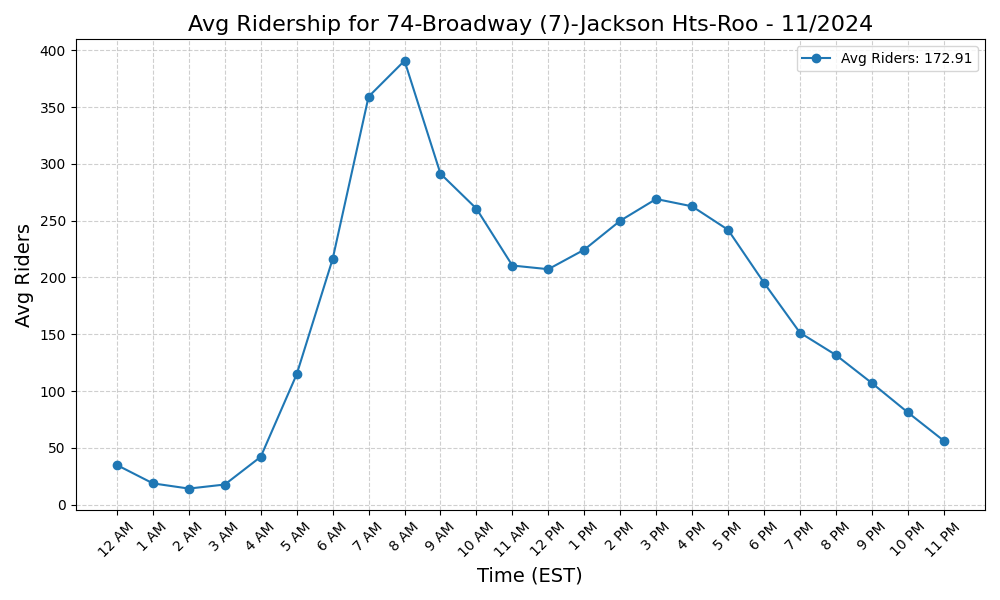 Avg Ridership for 74-Broadway (7)-Jackson Hts-Roo - 11/2024
Avg Riders: 172.91
Avg Riders
400
350
300
250
200
150
100
50
0
12 AM
1 AM
2 AM
3 AM
4 AM
5 AM
6 AM
7 AM
8 AM
9 AM
10 AM
11 AM
12 PM
1 PM
2 PM
3 PM
4 PM
5 PM
6 PM
7 PM
8 PM
9 PM
10 PM
11 PM
Time (EST)